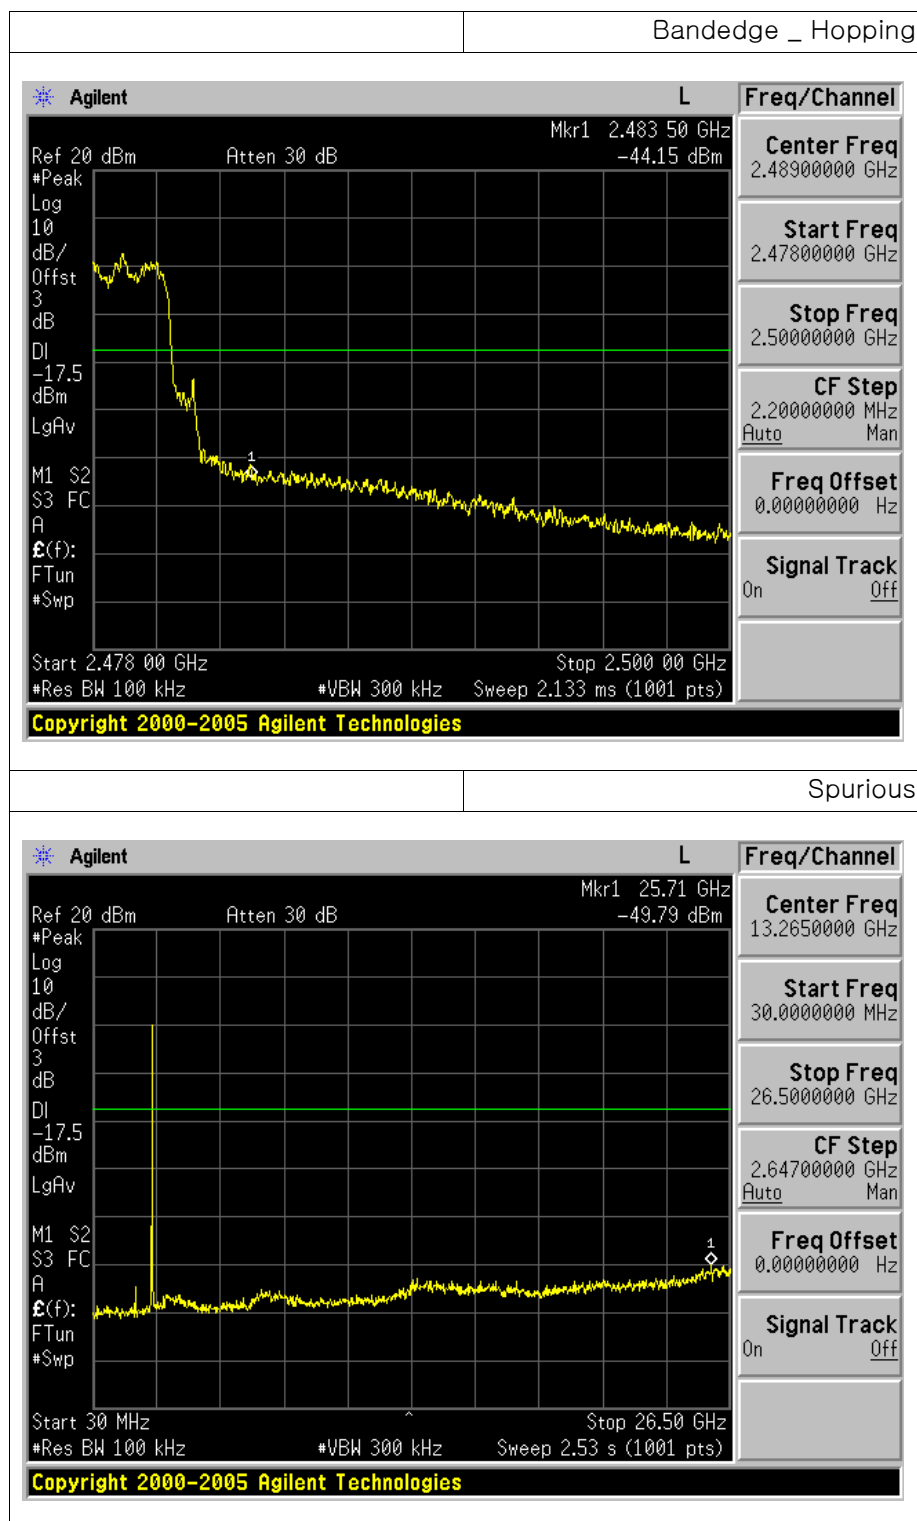 Bandedge _ Hopping
Agilent L Freq/Channel
Mkr1 2.483 50 GHz
Ref 20 dBm Atten 30 dB -44.15 dBm
#Peak
Log
10
dB/
Offst
3
dB
DI
-17.5
dBm
LgAv
M1 S2
S3 FC
A
£(f):
FTun
#Swp
1
Start 2.478 00 GHz Stop 2.500 00 GHz
#Res BW 100 kHz #VBW 300 kHz Sweep 2.133 ms (1001 pts)
Center Freq
2.48900000 GHz
Start Freq
2.47800000 GHz
Stop Freq
2.50000000 GHz
CF Step
2.20000000 MHz
Auto Man
Freq Offset
0.00000000 Hz
Signal Track
On Off
Copyright 2000-2005 Agilent Technologies
Spurious
Agilent L Freq/Channel
Mkr1 25.71 GHz
Ref 20 dBm Atten 30 dB -49.79 dBm
#Peak
Log
10
dB/
Offst
3
dB
DI
-17.5
dBm
LgAv
M1 S2
S3 FC
A
£(f):
FTun
#Swp
1
Start 30 MHz ^ Stop 26.50 GHz
#Res BW 100 kHz #VBW 300 kHz Sweep 2.53 s (1001 pts)
Center Freq
13.2650000 GHz
Start Freq
30.0000000 MHz
Stop Freq
26.5000000 GHz
CF Step
2.64700000 GHz
Auto Man
Freq Offset
0.00000000 Hz
Signal Track
On Off
Copyright 2000-2005 Agilent Technologies